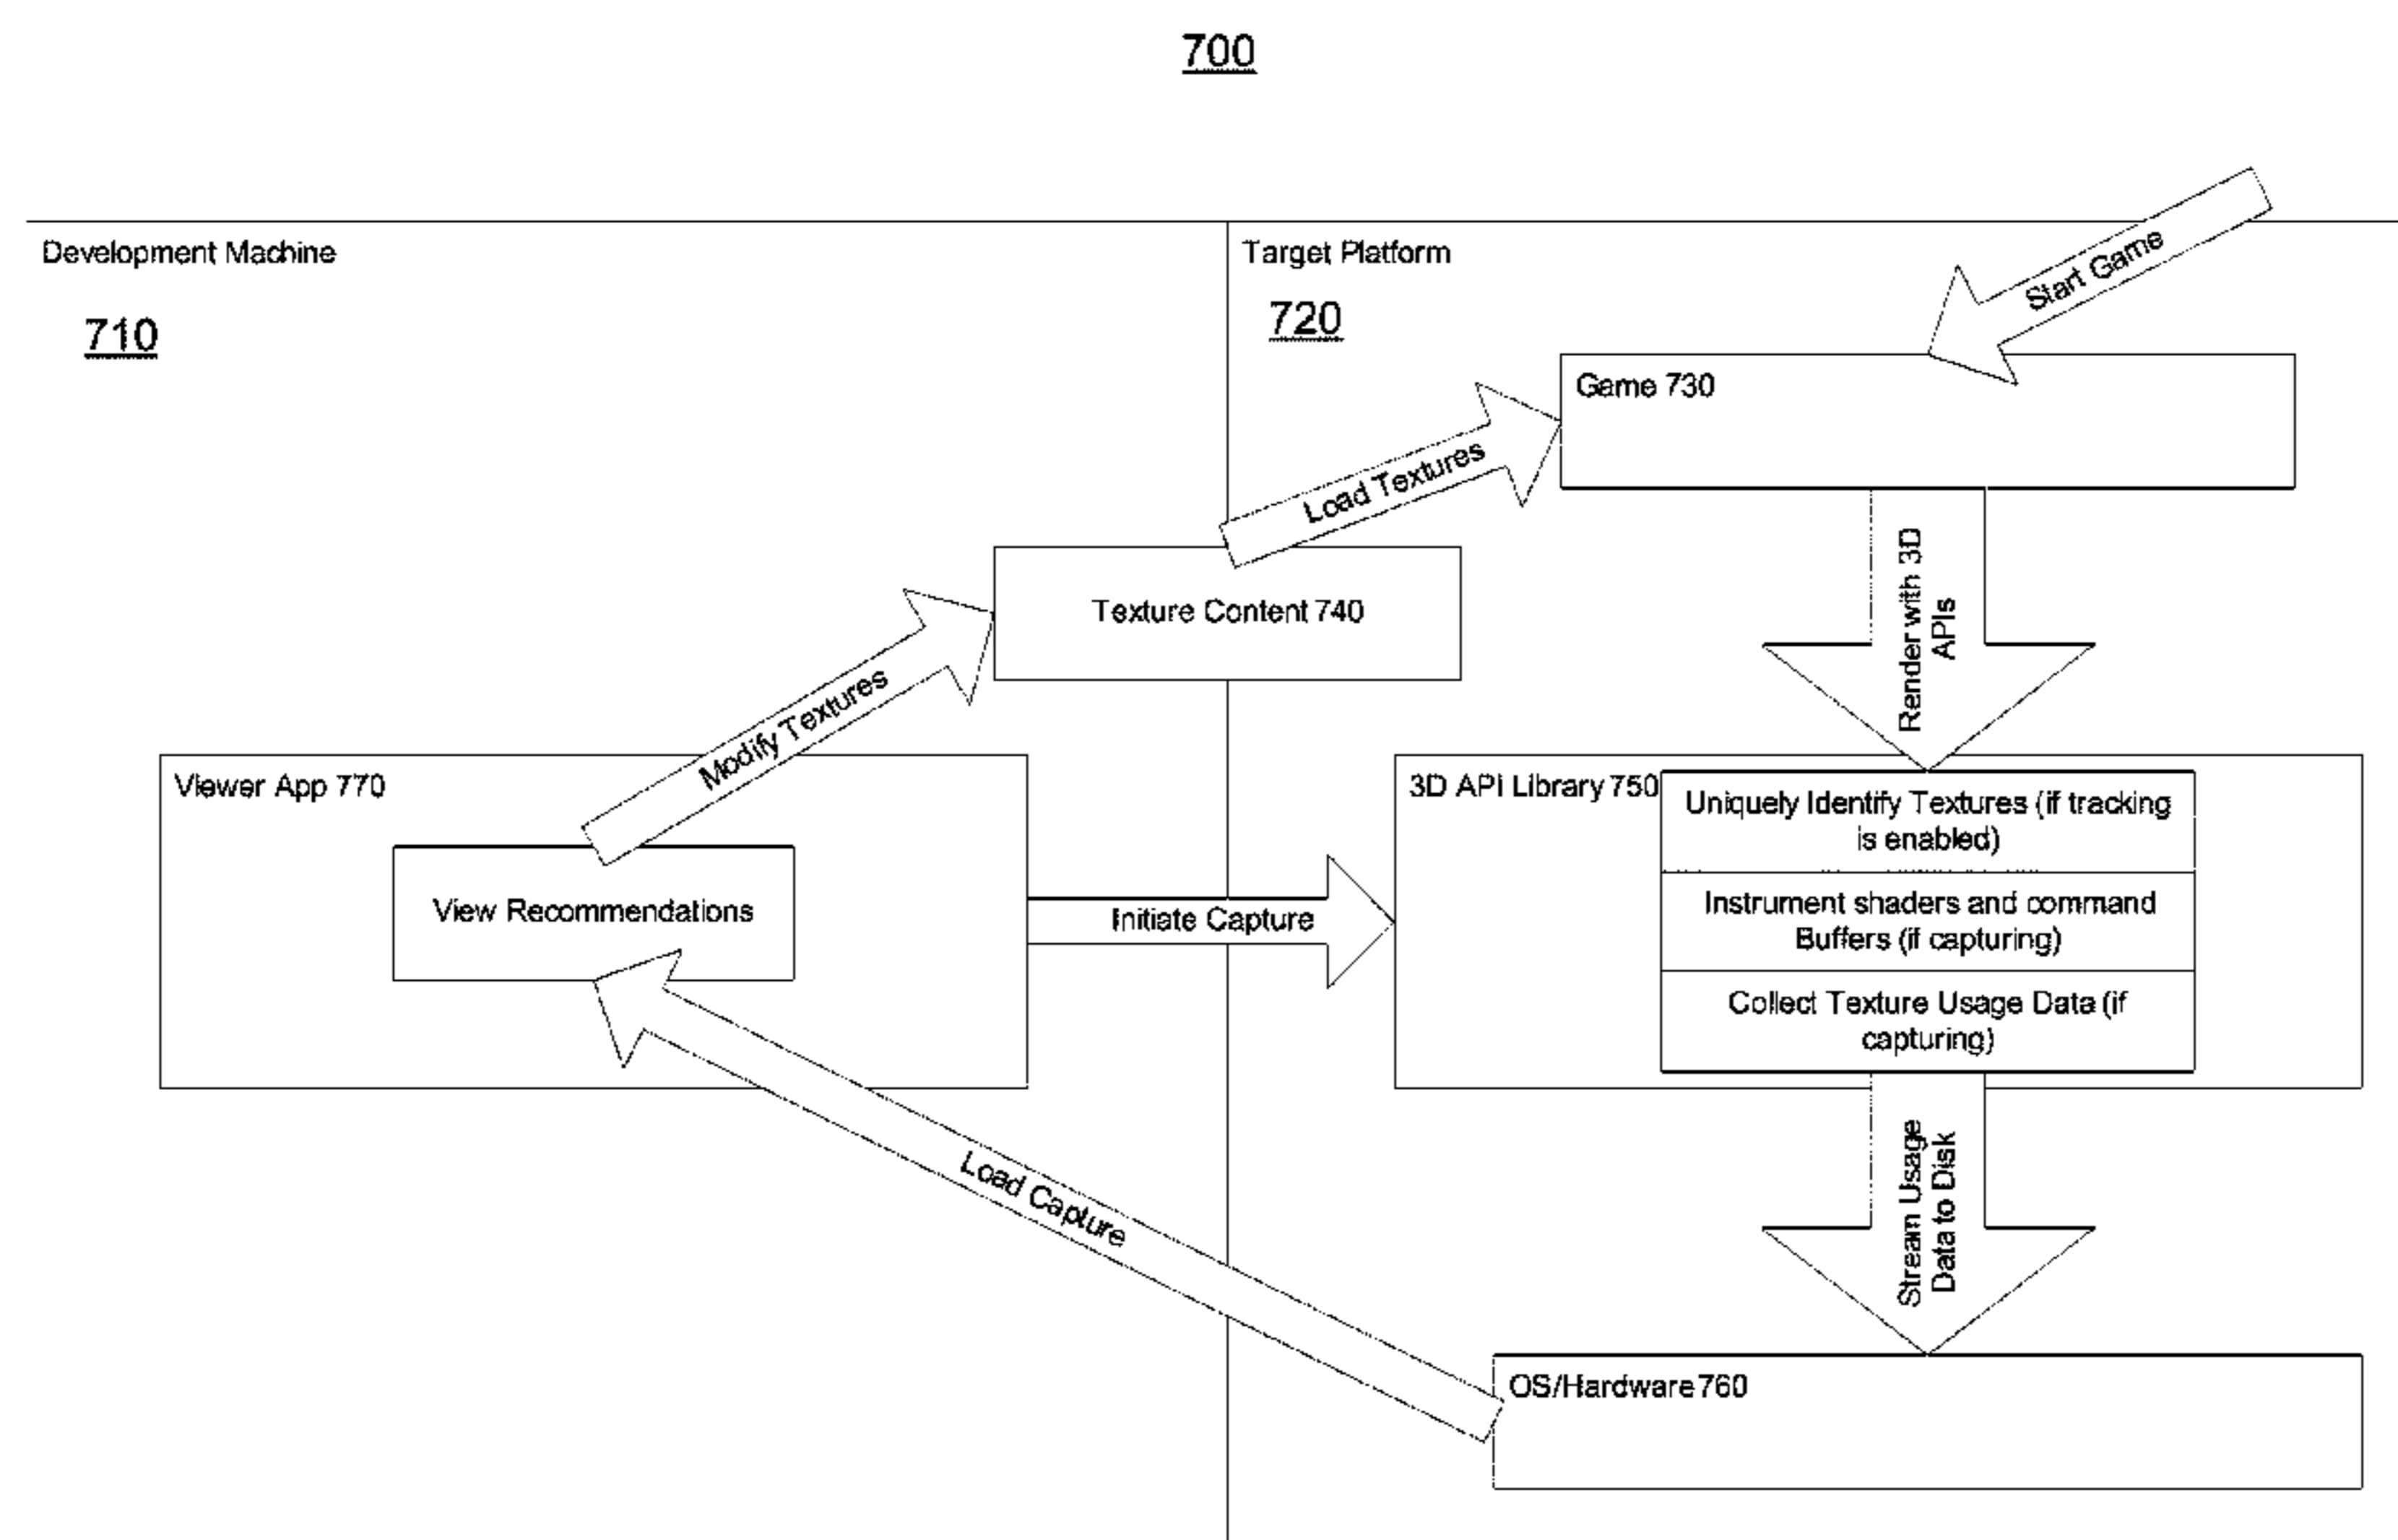 700
Development Machine
710
Target Platform
720
Start Game
Game 730
Load Textures
Render with 3D
APIs
Texture Content 740
Modify Textures
Viewer App 770
View Recommendations
Initiate Capture
3D API Library 750
Uniquely Identify Textures (if tracking
is enabled)
Instrument shaders and command
Buffers (if capturing)
Collect Texture Usage Data (if
capturing)
Load Capture
Stream Usage
Data to Disk
OS/Hardware 760